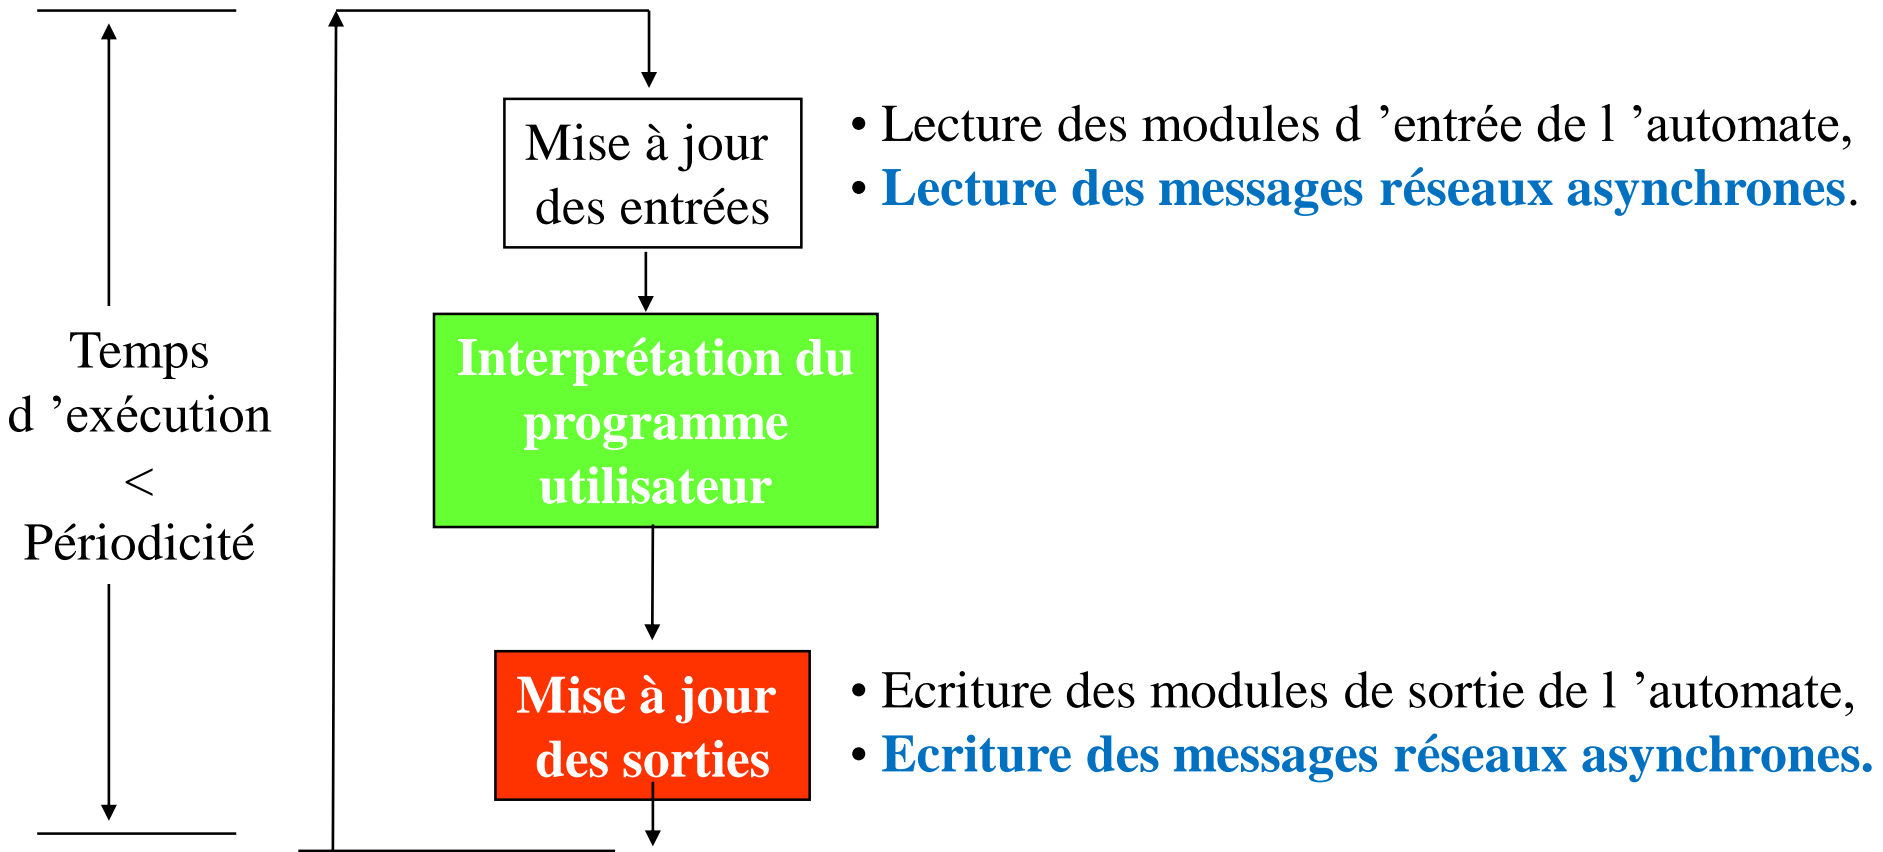 Mise à jour
des entrées
• Lecture des modules d ’entrée de l ’automate,
• Lecture des messages réseaux asynchrones.
Temps
d ’exécution
<
Périodicité
Interprétation du
programme
utilisateur
Mise à jour
des sorties
• Ecriture des modules de sortie de l ’automate,
• Ecriture des messages réseaux asynchrones.